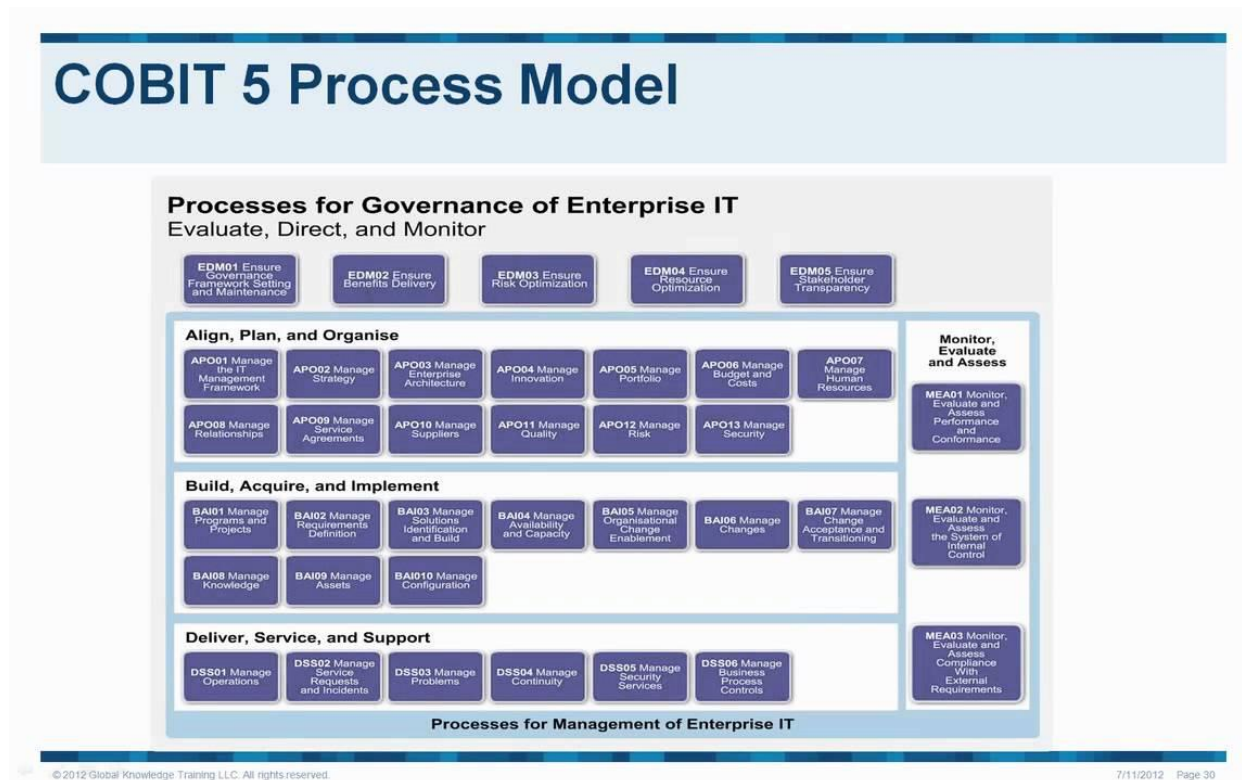 COBIT 5 Process Model
Processes for Governance of Enterprise IT
Evaluate, Direct, and Monitor
EDM01 Ensure
Governance
Framework Setting
and Maintenance
EDM02 Ensure
Benefits Delivery
EDM03 Ensure
Risk Optimization
EDM04 Ensure
Resource
Optimization
EDM05 Ensure
Stakeholder
Transparency
Align, Plan, and Organise
APO01 Manage
the IT
Management
Framework
APO02 Manage
Strategy
APO03 Manage
Enterprise
Architecture
APO04 Manage
Innovation
APO05 Manage
Portfolio
APO06 Manage
Budget and
Costs
APO07
Manage
Human
Resources
APO08 Manage
Relationships
APO09 Manage
Service
Agreements
APO10 Manage
Suppliers
APO11 Manage
Quality
APO12 Manage
Risk
APO13 Manage
Security
Build, Acquire, and Implement
BAI01 Manage
Programs and
Projects
BAI02 Manage
Requirements
Definition
BAI03 Manage
Solutions
Identification
and Build
BAI04 Manage
Availability
and Capacity
BAI05 Manage
Organisational
Change
Enablement
BAI06 Manage
Changes
BAI07 Manage
Change
Acceptance and
Transitioning
BAI08 Manage
Knowledge
BAI09 Manage
Assets
BAI010 Manage
Configuration
Deliver, Service, and Support
DSS01 Manage
Operations
DSS02 Manage
Service
Requests
and Incidents
DSS03 Manage
Problems
DSS04 Manage
Continuity
DSS05 Manage
Security
Services
DSS06 Manage
Business
Process
Controls
Monitor,
Evaluate
and Assess
MEA01 Monitor,
Evaluate and
Assess
Performance
and
Conformance
MEA02 Monitor,
Evaluate and
Assess
the System of
Internal
Control
MEA03 Monitor,
Evaluate and
Assess
Compliance
With
External
Requirements
Processes for Management of Enterprise IT
© 2012 Global Knowledge Training LLC. All rights reserved.
7/11/2012 Page 30